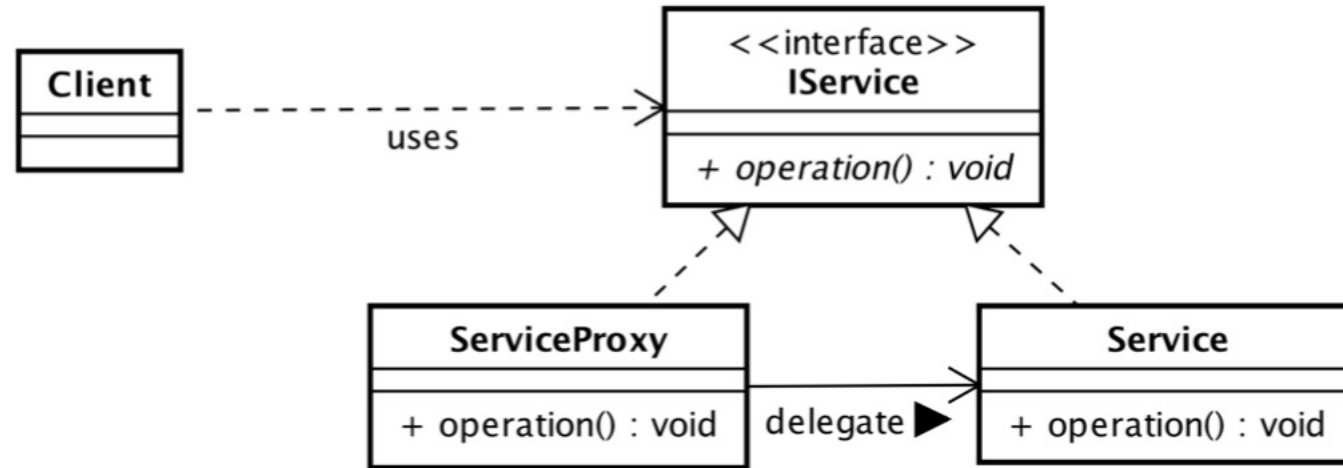 Client
uses
<<interface>>
IService
+ operation() : void
ServiceProxy
+ operation() : void
delegate ▶
Service
+ operation() : void